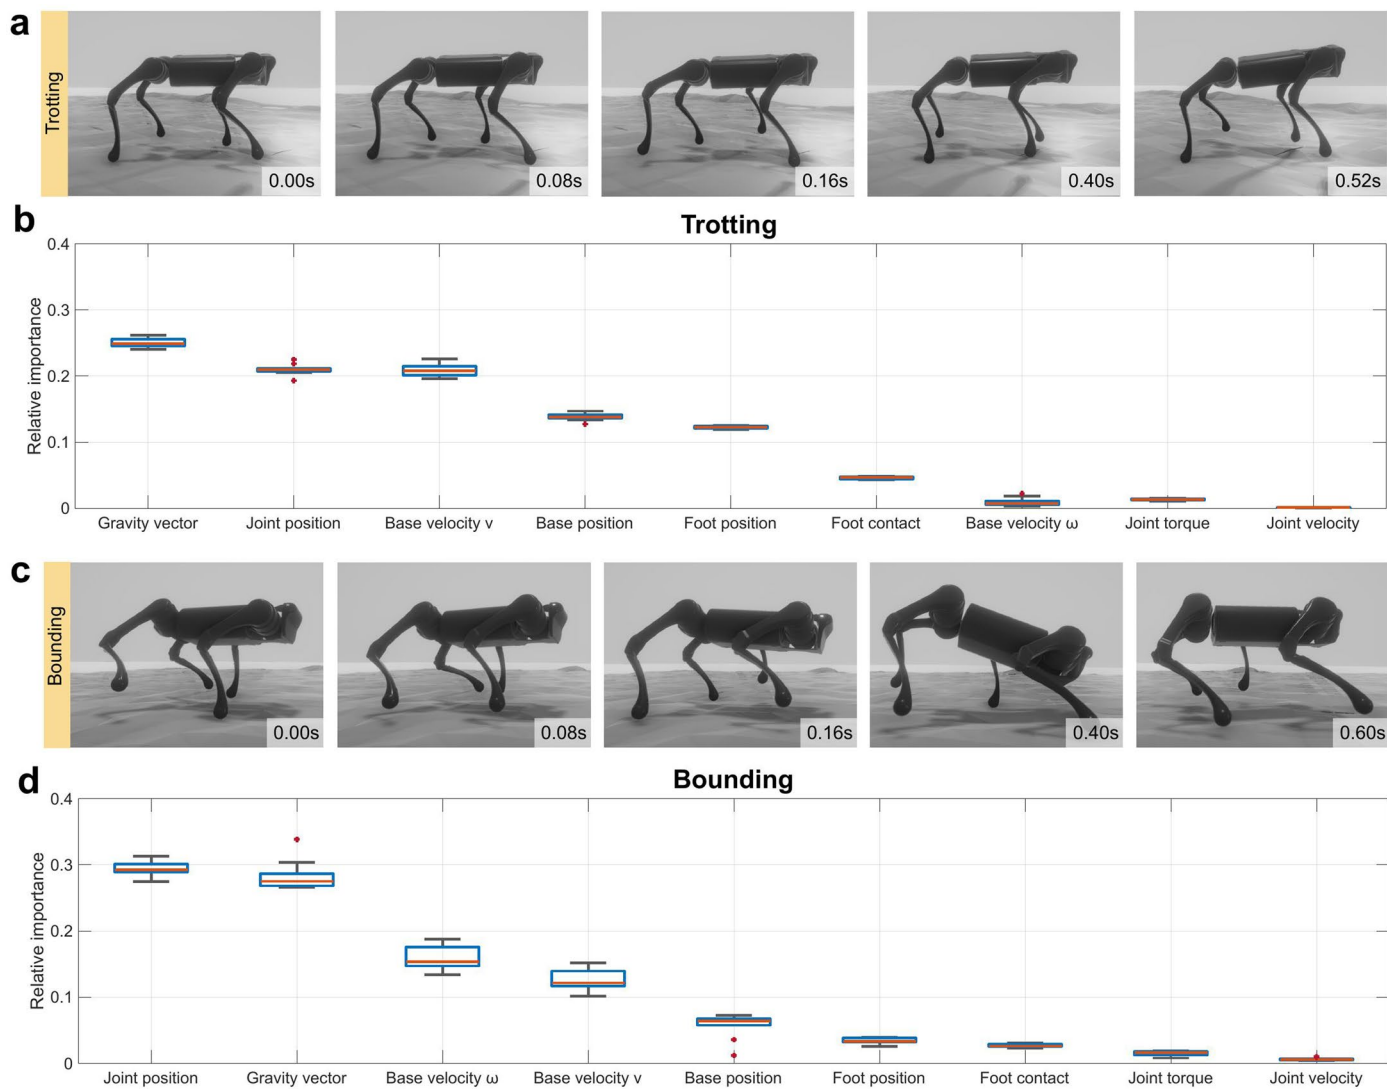 a
Trotting
0.00s
0.08s
0.16s
0.40s
0.52s
b
Trotting
Relative importance
0.4
0.3
0.2
0.1
0
Gravity vector Joint position Base velocity v Base position Foot position Foot contact Base velocity ω Joint torque Joint velocity
c
Bounding
0.00s
0.08s
0.16s
0.40s
0.60s
d
Bounding
Relative importance
0.4
0.3
0.2
0.1
0
Joint position Gravity vector Base velocity ω Base velocity v Base position Foot position Foot contact Joint torque Joint velocity